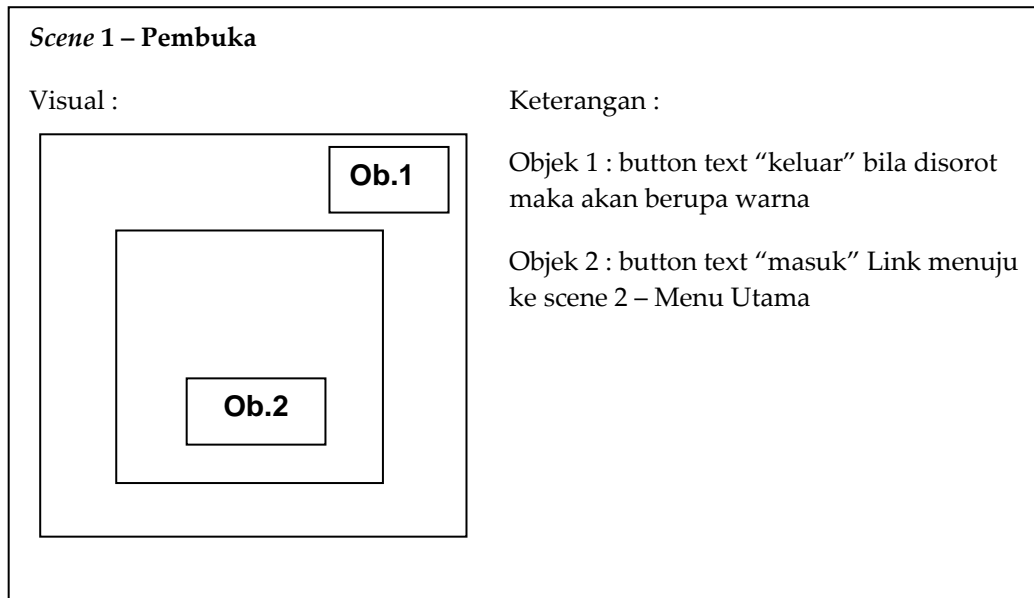 Scene 1 – Pembuka
Visual :
Ob.1
Ob.2
Keterangan :
Objek 1 : button text “keluar” bila disorot
maka akan berupa warna
Objek 2 : button text “masuk” Link menuju
ke scene 2 – Menu Utama